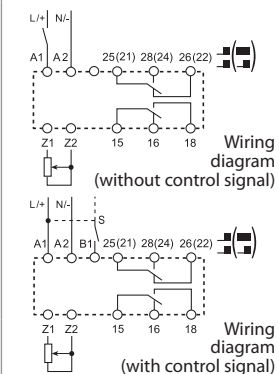 L/+ N/-
A1 A2 25(21) 28(24) 26(22)
Z1 Z2 15 16 18
Wiring
diagram
(without control signal)
L/+ N/-
S
A1 A2 B1 25(21) 28(24) 26(22)
Z1 Z2 15 16 18
Wiring
diagram
(with control signal)